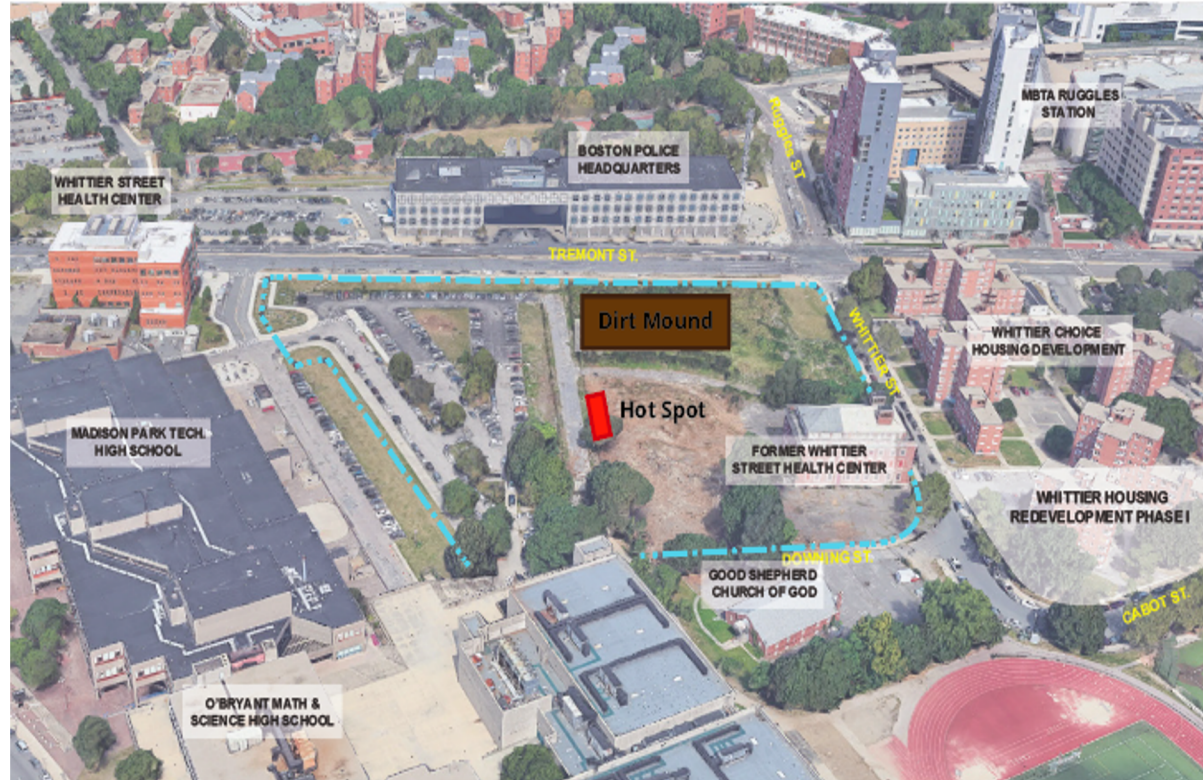 Ruggles ST
MBTA RUGGLES
STATION
BOSTON POLICE
HEADQUARTERS
WHITTIER STREET
HEALTH CENTER
TREMONT ST.
Dirt Mound
WHITTIER ST
WHITTIER CHOICE
HOUSING DEVELOPMENT
Hot Spot
MADISON PARK TECH.
HIGH SCHOOL
FORMER WHITTIER
STREET HEALTH CENTER
WHITTIER HOUSING
REDEVELOPMENT PHASE I
DOWNING ST.
GOOD SHEPHERD
CHURCH OF GOD
CABOT ST.
O'BRYANT MATH &
SCIENCE HIGH SCHOOL